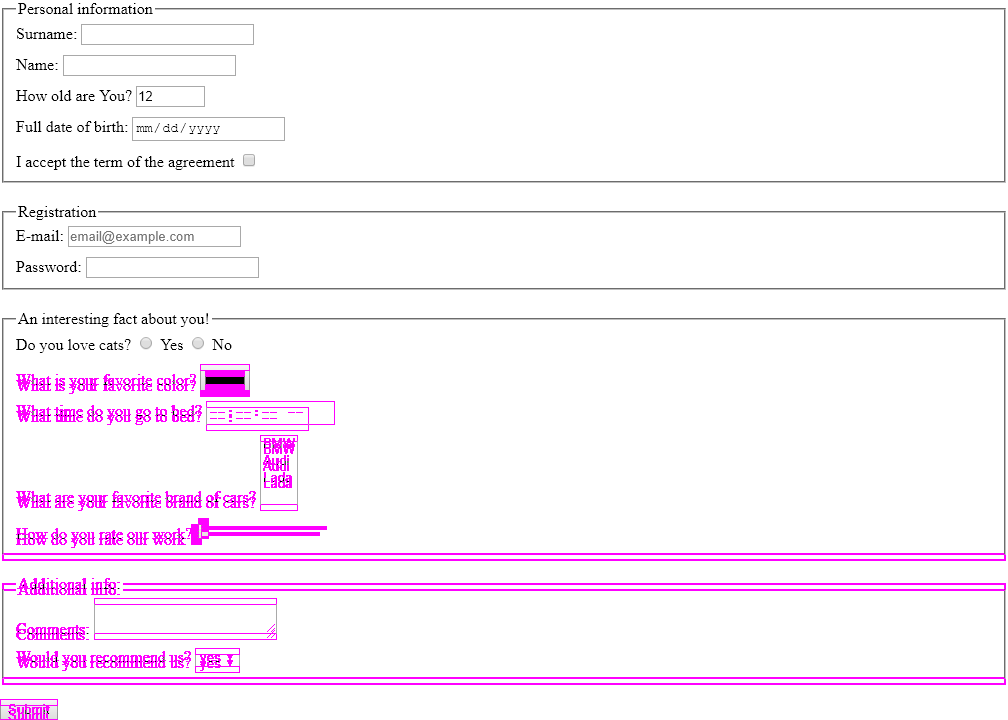 Personal information
Surname:
Name:
How old are You? 12
Full date of birth: mm/dd/yyyy
I accept the term of the agreement
Registration
E-mail: email@example.com
Password:
An interesting fact about you!
Do you love cats? Yes No
What is your favorite color?
What time do you go to bed? --:--:-- --
BMW
Audi
Lada
What are your favorite brand of cars?
How do you rate our work?
Additional info:
Comments:
Would you recommend us? yes
Submit